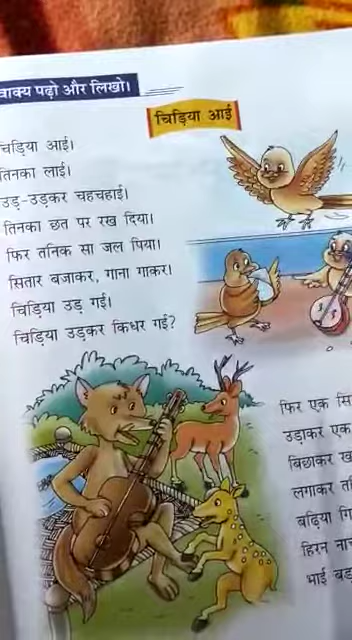 वाक्य पढ़ो और लिखो।
चिड़िया आई
चिड़िया आई।
तिनका लाई।
उड़-उड़कर चहचहाई।
तिनका छत पर रख दिया।
फिर तनिक सा जल पिया।
सितार बजाकर, गाना गाकर।
चिड़िया उड़ गई।
चिड़िया उड़कर किधर गई?
फिर एक
उड़ाकर एक
बिछाकर
लगाकर
बढ़िया
हिरन
भाई